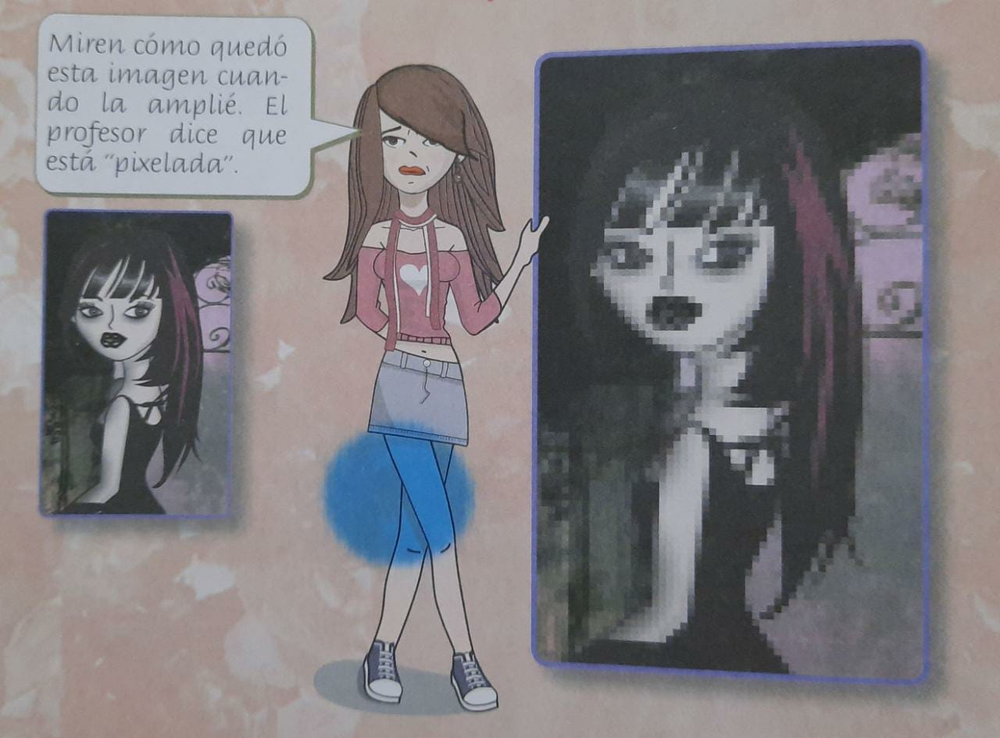 Miren cómo quedó
esta imagen cuan-
do la amplié. El
profesor dice que
está “pixelada”.